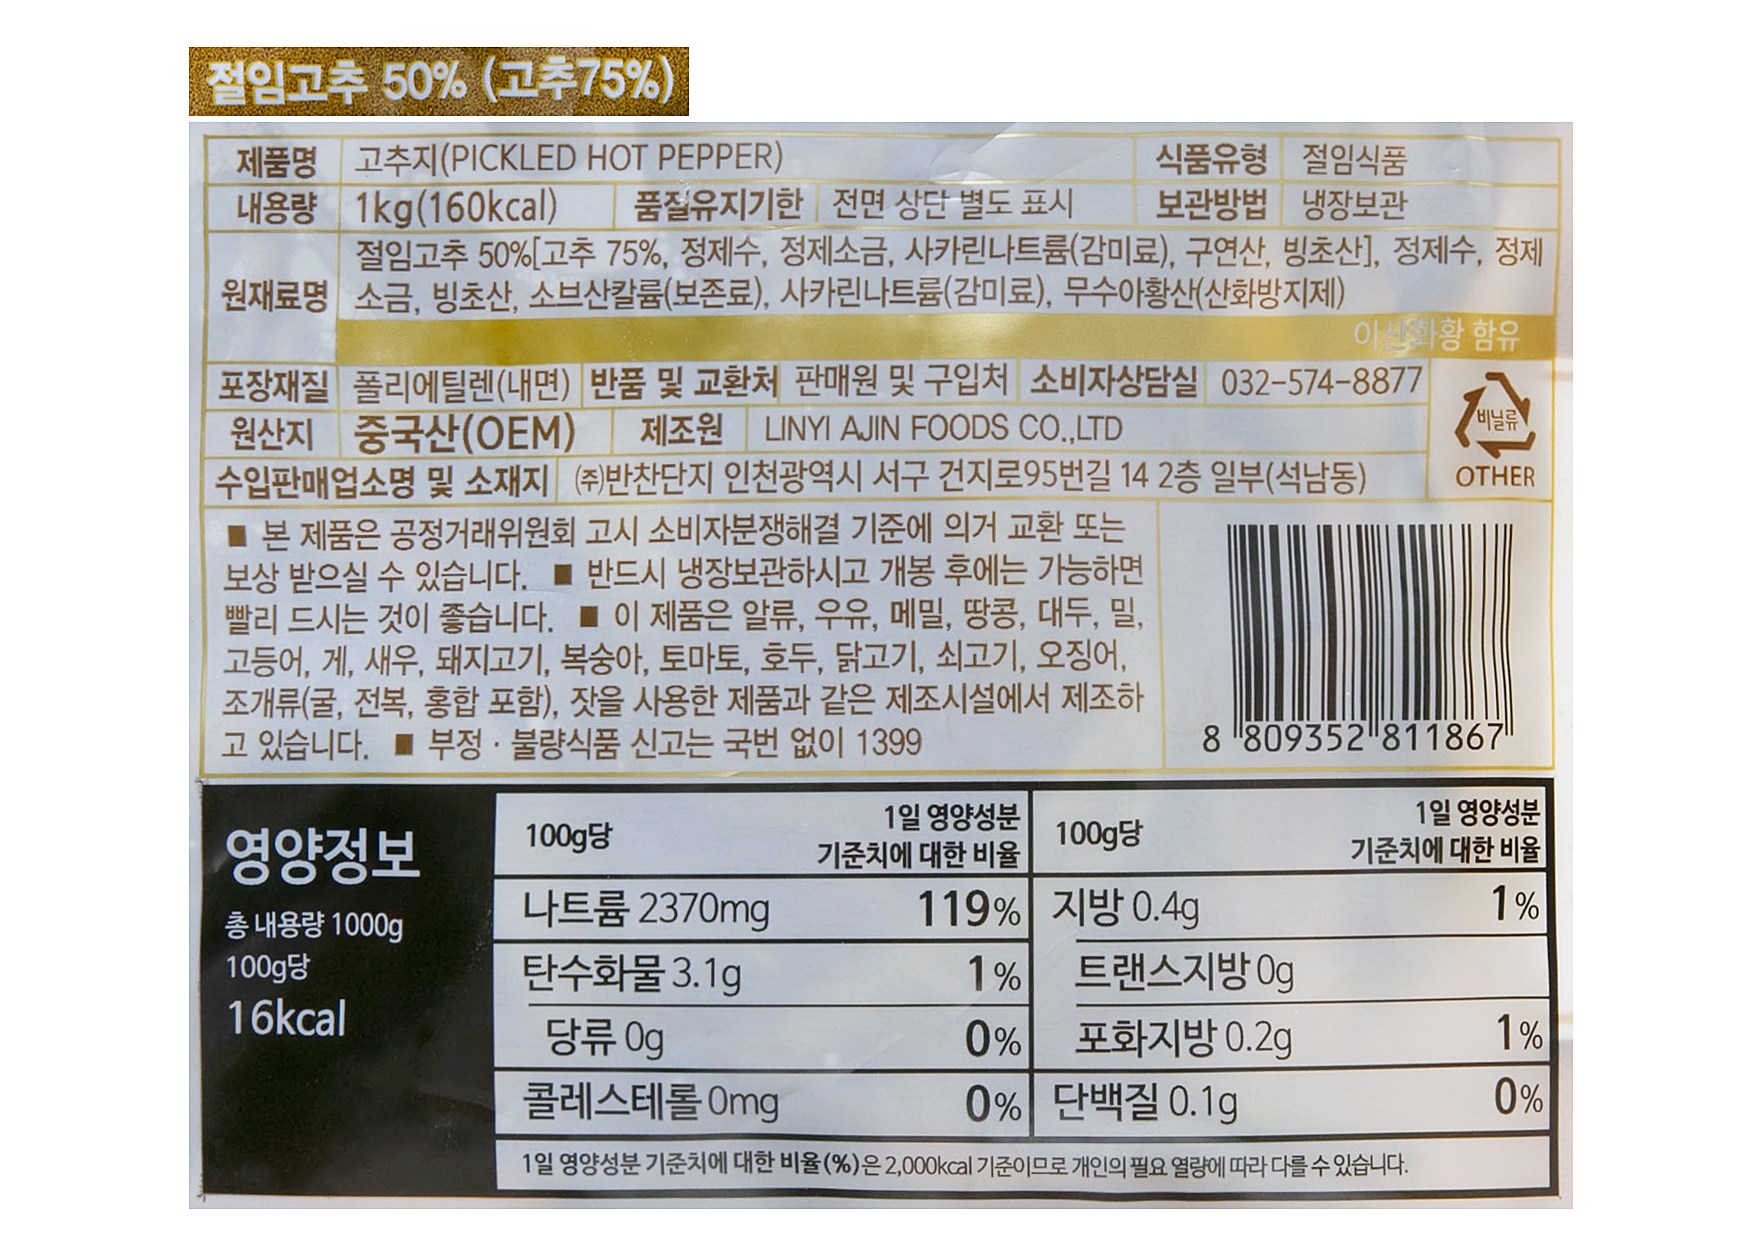 절임고추 50% (고추75%)
제품명 고추지(PICKLED HOT PEPPER) 식품유형 절임식품
내용량 1kg(160kcal) 품질유지기한 전면 상단 별도 표시 보관방법 냉장보관
원재료명 절임고추 50%[고추 75%, 정제수, 정제소금, 사카린나트륨(감미료), 구연산, 빙초산], 정제수, 정제
소금, 빙초산, 소브산칼륨(보존료), 사카린나트륨(감미료), 무수아황산(산화방지제)
이산화황 함유
포장재질 폴리에틸렌(내면) 반품 및 교환처 판매원 및 구입처 소비자상담실 032-574-8877
비닐류
OTHER
원산지 중국산(OEM) 제조원 LINYI AJIN FOODS CO.,LTD
수입판매업소명 및 소재지 (주)반찬단지 인천광역시 서구 건지로95번길 14 2층 일부(석남동)
■ 본 제품은 공정거래위원회 고시 소비자분쟁해결 기준에 의거 교환 또는
보상 받으실 수 있습니다. ■ 반드시 냉장보관하시고 개봉 후에는 가능하면
빨리 드시는 것이 좋습니다. ■ 이 제품은 알류, 우유, 메밀, 땅콩, 대두, 밀,
고등어, 게, 새우, 돼지고기, 복숭아, 토마토, 호두, 닭고기, 쇠고기, 오징어,
조개류(굴, 전복, 홍합 포함), 잣을 사용한 제품과 같은 제조시설에서 제조하
고 있습니다. ■ 부정 · 불량식품 신고는 국번 없이 1399
8 809352 811867
영양정보
총 내용량 1000g
100g당
16kcal
100g당 1일 영양성분
기준치에 대한 비율
나트륨 2370mg 119%
탄수화물 3.1g 1%
당류 0g 0%
콜레스테롤 0mg 0%
100g당 1일 영양성분
기준치에 대한 비율
지방 0.4g 1%
트랜스지방 0g
포화지방 0.2g 1%
단백질 0.1g 0%
1일 영양성분 기준치에 대한 비율(%)은 2,000kcal 기준이므로 개인의 필요 열량에 따라 다를 수 있습니다.